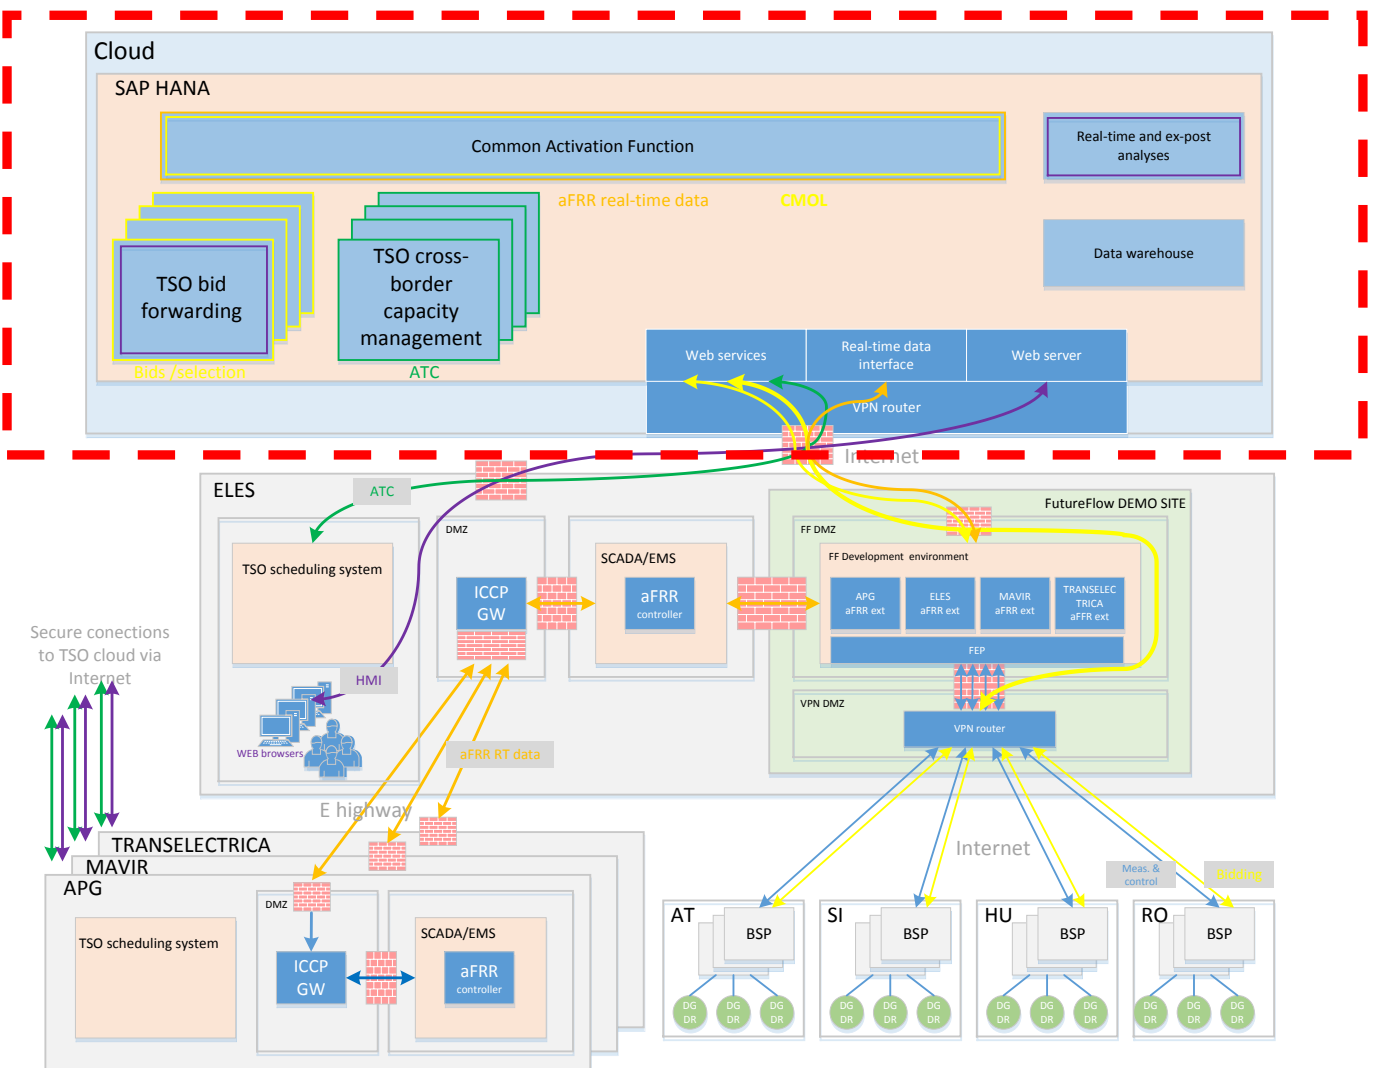 Cloud
SAP HANA
Common Activation Function
Real-time and ex-post
analyses
aFRR real-time data
CMOL
TSO bid
forwarding
Bids /selection
TSO cross-
border
capacity
management
ATC
Data warehouse
Web services
Real-time data
interface
Web server
VPN router
Internet
ELES
ATC
TSO scheduling system
HMI
WEB browsers
DMZ
ICCP
GW
SCADA/EMS
aFRR
controller
FutureFlow DEMO SITE
FF DMZ
FF Development environment
APG
aFRR ext
ELES
aFRR ext
MAVIR
aFRR ext
TRANSELEC
TRICA
aFFR ext
FEP
VPN DMZ
VPN router
Secure conections
to TSO cloud via
Internet
aFRR RT data
E highway
TRANSELECTRICA
MAVIR
APG
TSO scheduling system
DMZ
ICCP
GW
SCADA/EMS
aFRR
controller
Internet
Meas. &
control
Bidding
AT
BSP
DG
DR
DG
DR
DG
DR
SI
BSP
DG
DR
DG
DR
DG
DR
HU
BSP
DG
DR
DG
DR
DG
DR
RO
BSP
DG
DR
DG
DR
DG
DR